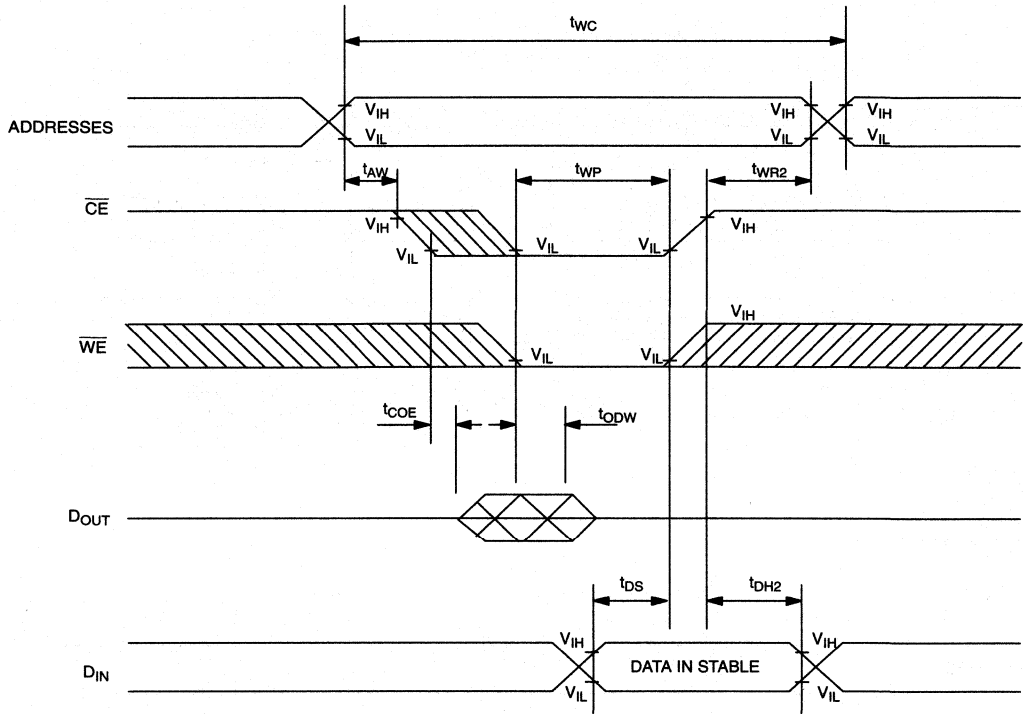 tWC
ADDRESSES
VIH
VIL
VIH
VIL
VIH
VIL
tAW
tWP
tWR2
CE
VIH
VIL
VIL
VIL
VIH
WE
VIL
VIL
VIH
tCOE
tODW
DOUT
tDS
tDH2
DIN
VIH
VIL
DATA IN STABLE
VIH
VIL